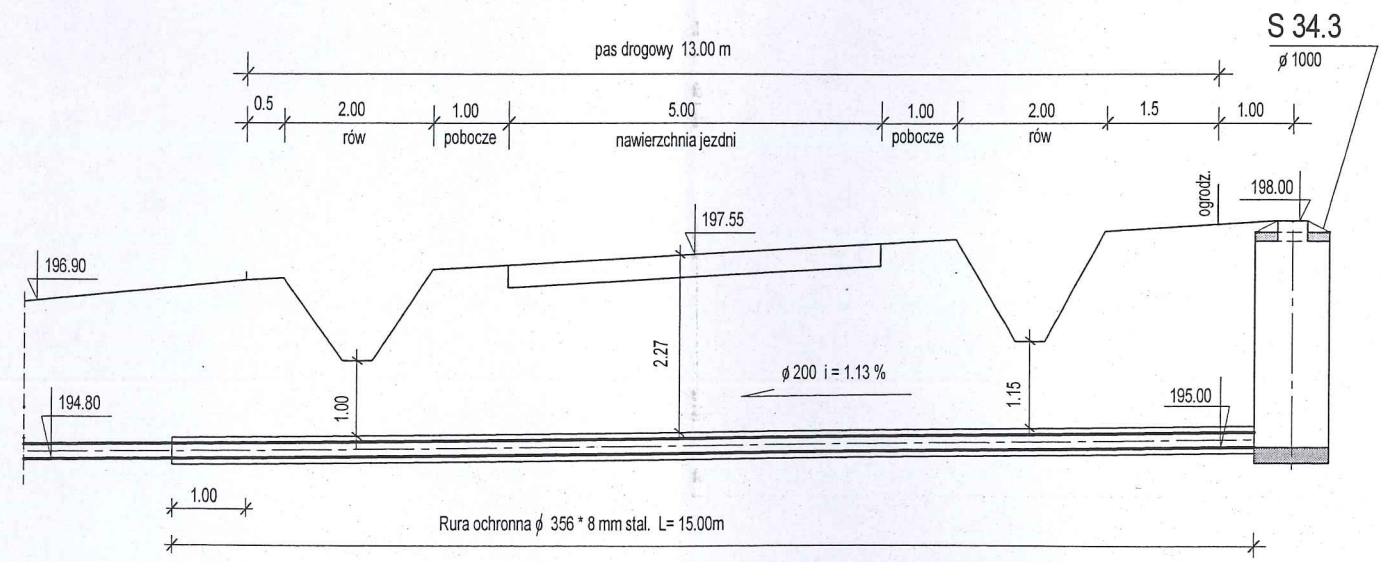 S 34.3
ø 1000
pas drogowy 13.00 m
0.5 2.00 1.00 5.00 1.00 2.00 1.5 1.00
rów pobocze nawierzchnia jezdni pobocze rów
ogrodz.
198.00
197.55
196.90
2.27
ø 200 i = 1.13 %
1.00
1.15
194.80
195.00
1.00
Rura ochronna ø 356 * 8 mm stal. L= 15.00m